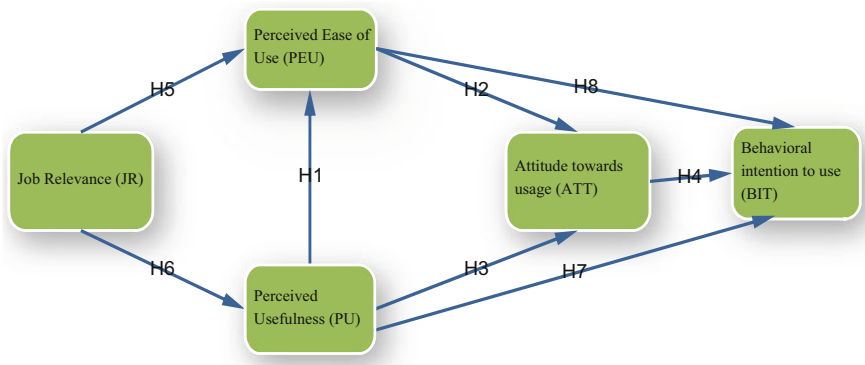 Perceived Ease of
Use (PEU)
H5
H2
H8
Job Relevance (JR)
H1
Attitude towards
usage (ATT)
H4
Behavioral
intention to use
(BIT)
H6
H3
H7
Perceived
Usefulness (PU)